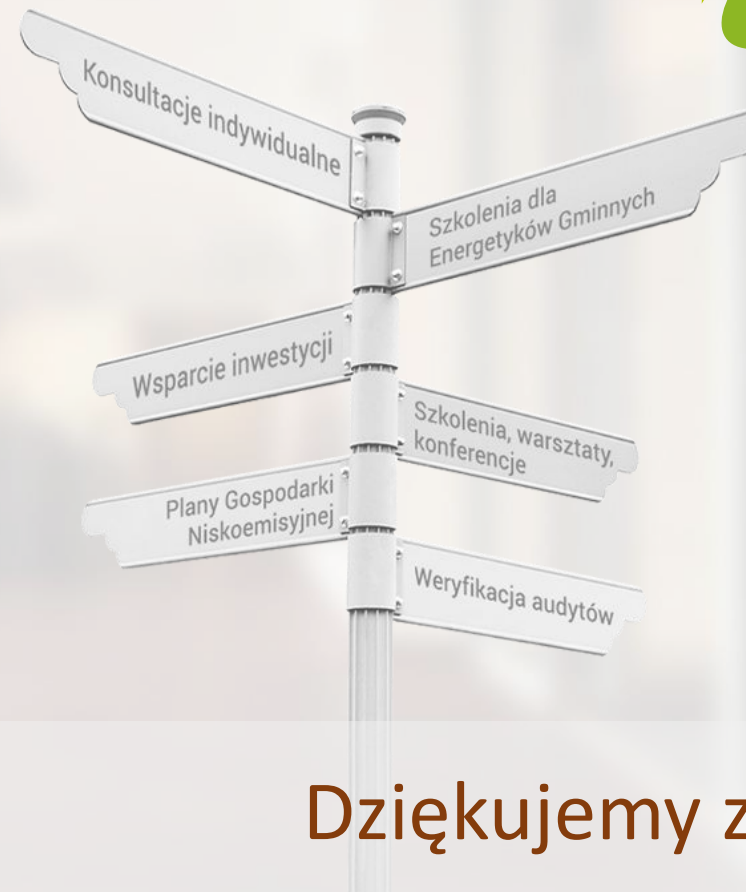 Konsultacje indywidualne
Szkolenia dla
Energetyków Gminnych
Wsparcie inwestycji
Szkolenia, warsztaty,
konferencje
Plany Gospodarki
Niskoemisyjnej
Weryfikacja audytów
Dziękujemy z